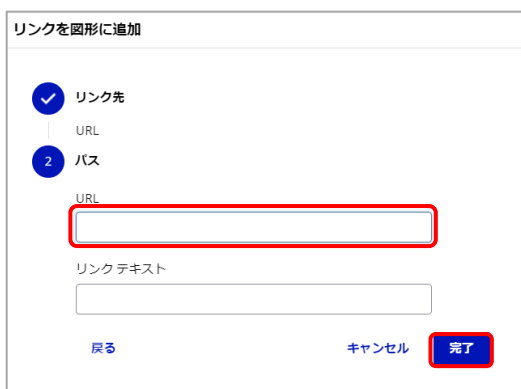 リンクを図形に追加
リンク先
URL
2 パス
URL
リンク テキスト
戻る キャンセル 完了